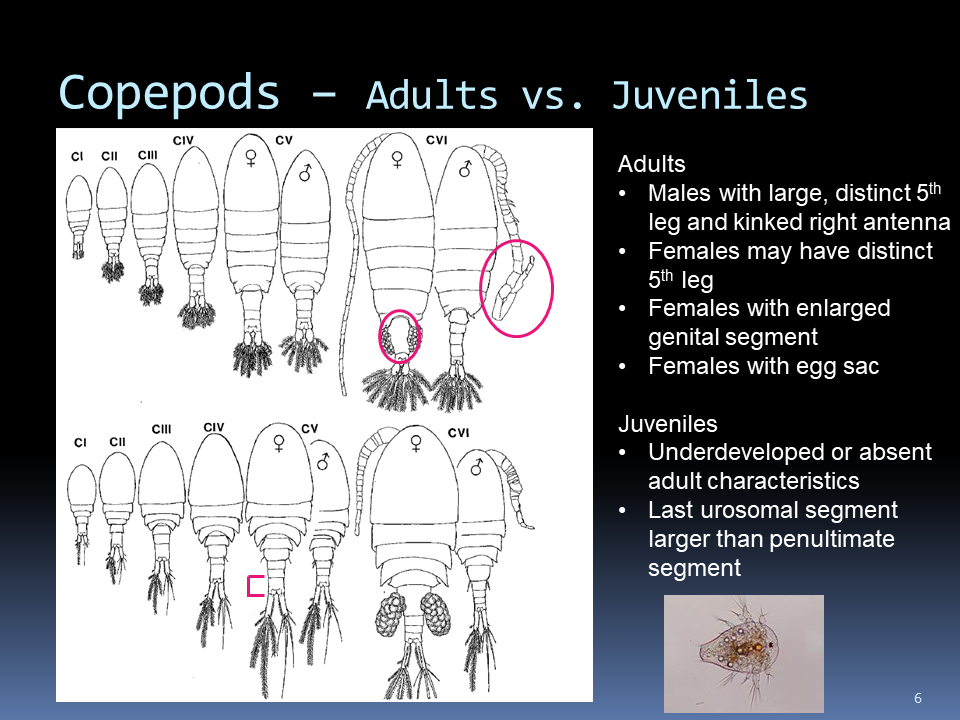 Copepods – Adults vs. Juveniles
CI CII CIII CIV CV CVI
♀ ♂ ♀ ♂
CI CII CIII CIV CV CVI
♀ ♂ ♀ ♂
Adults
• Males with large, distinct 5th
leg and kinked right antenna
• Females may have distinct
5th leg
• Females with enlarged
genital segment
• Females with egg sac
Juveniles
• Underdeveloped or absent
adult characteristics
• Last urosomal segment
larger than penultimate
segment
6